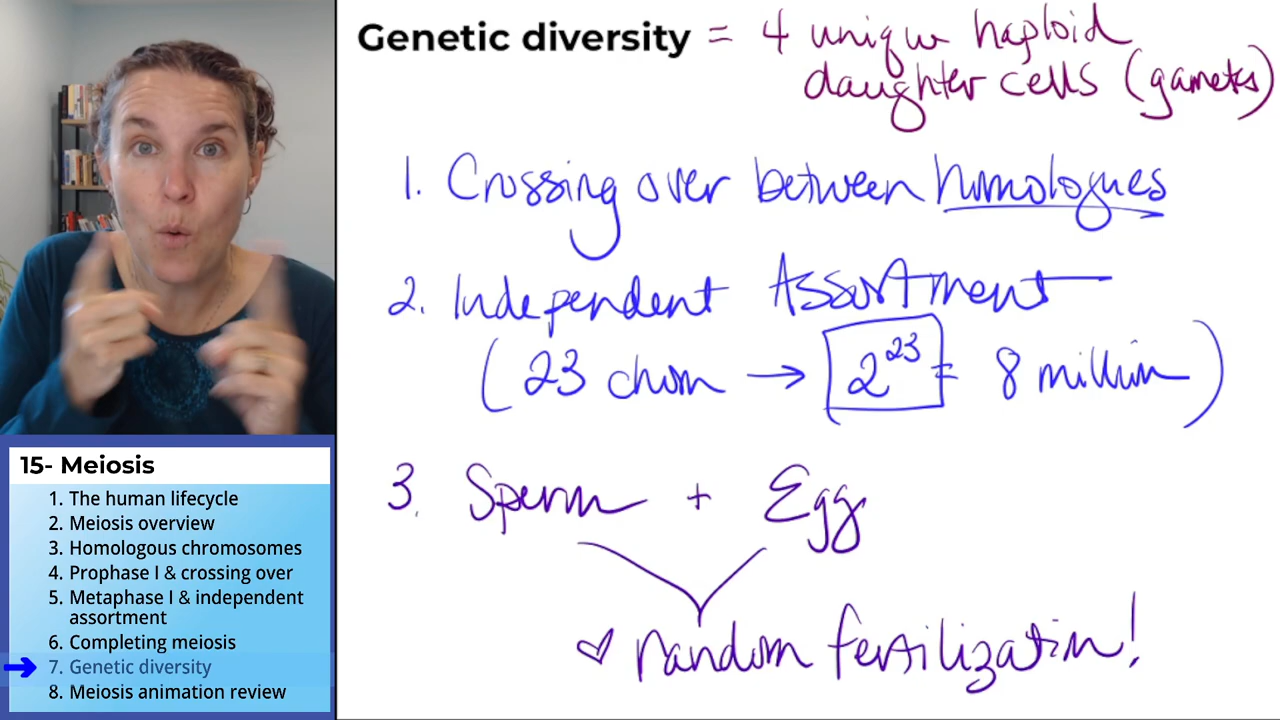 Genetic diversity = 4 unique haploid
daughter cells (gametes)
1. Crossing over between homologues
2. Independent Assortment
(23 chrom → 2^23 = 8 million)
3. Sperm + Egg
random fertilization!
15- Meiosis
1. The human lifecycle
2. Meiosis overview
3. Homologous chromosomes
4. Prophase I & crossing over
5. Metaphase I & independent
assortment
6. Completing meiosis
7. Genetic diversity
8. Meiosis animation review